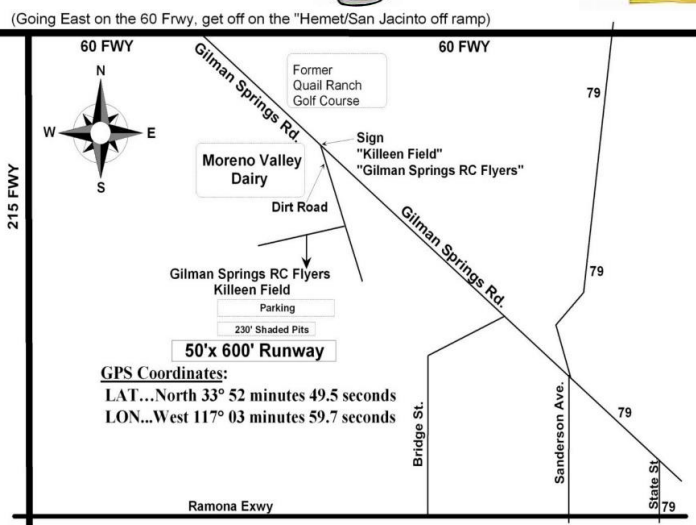 (Going East on the 60 Frwy, get off on the "Hemet/San Jacinto off ramp)
60 FWY
60 FWY
N
W
E
S
215 FWY
Gilman Springs Rd.
Former
Quail Ranch
Golf Course
79
Sign
"Killeen Field"
"Gilman Springs RC Flyers"
Moreno Valley
Dairy
Dirt Road
Gilman Springs Rd.
79
Gilman Springs RC Flyers
Killeen Field
Parking
230' Shaded Pits
50'x 600' Runway
GPS Coordinates:
LAT...North 33° 52 minutes 49.5 seconds
LON...West 117° 03 minutes 59.7 seconds
Bridge St.
Sanderson Ave.
79
State St
79
Ramona Exwy